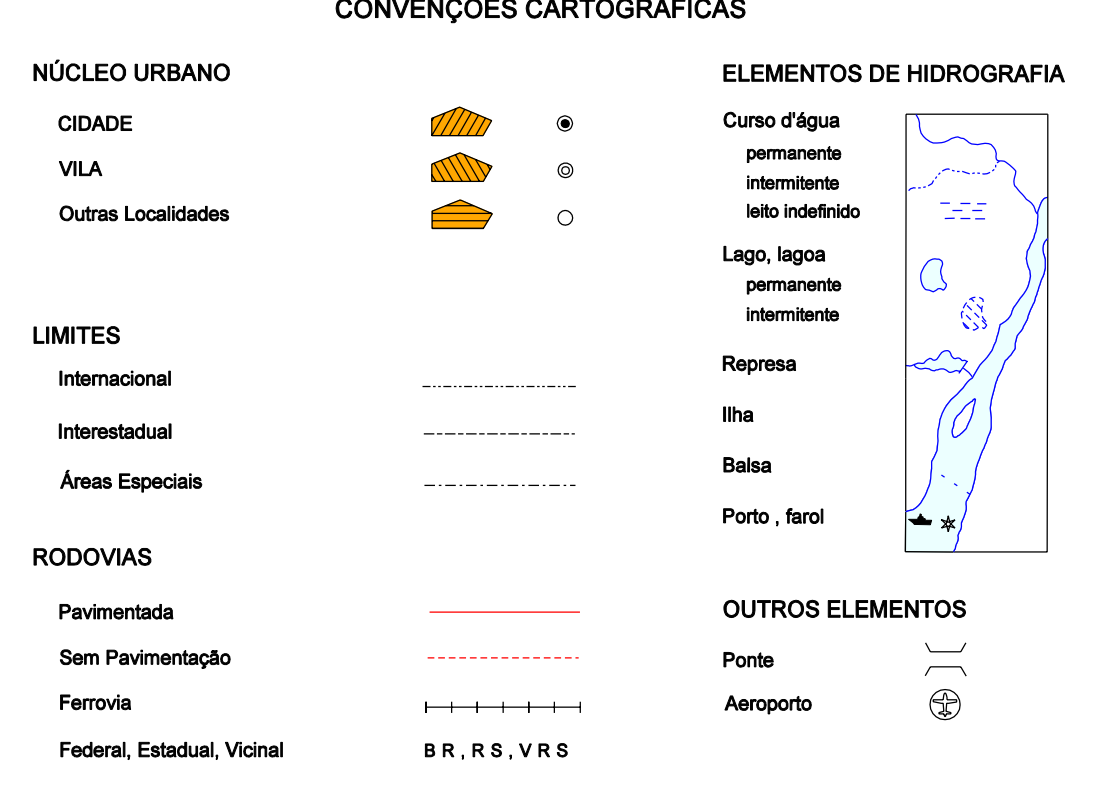 CONVENÇÕES CARTOGRÁFICAS
NÚCLEO URBANO
CIDADE
VILA
Outras Localidades
LIMITES
Internacional
Interestadual
Áreas Especiais
RODOVIAS
Pavimentada
Sem Pavimentação
Ferrovia
Federal, Estadual, Vicinal B R , R S , V R S
ELEMENTOS DE HIDROGRAFIA
Curso d'água
permanente
intermitente
leito indefinido
Lago, lagoa
permanente
intermitente
Represa
Ilha
Balsa
Porto , farol
OUTROS ELEMENTOS
Ponte
Aeroporto